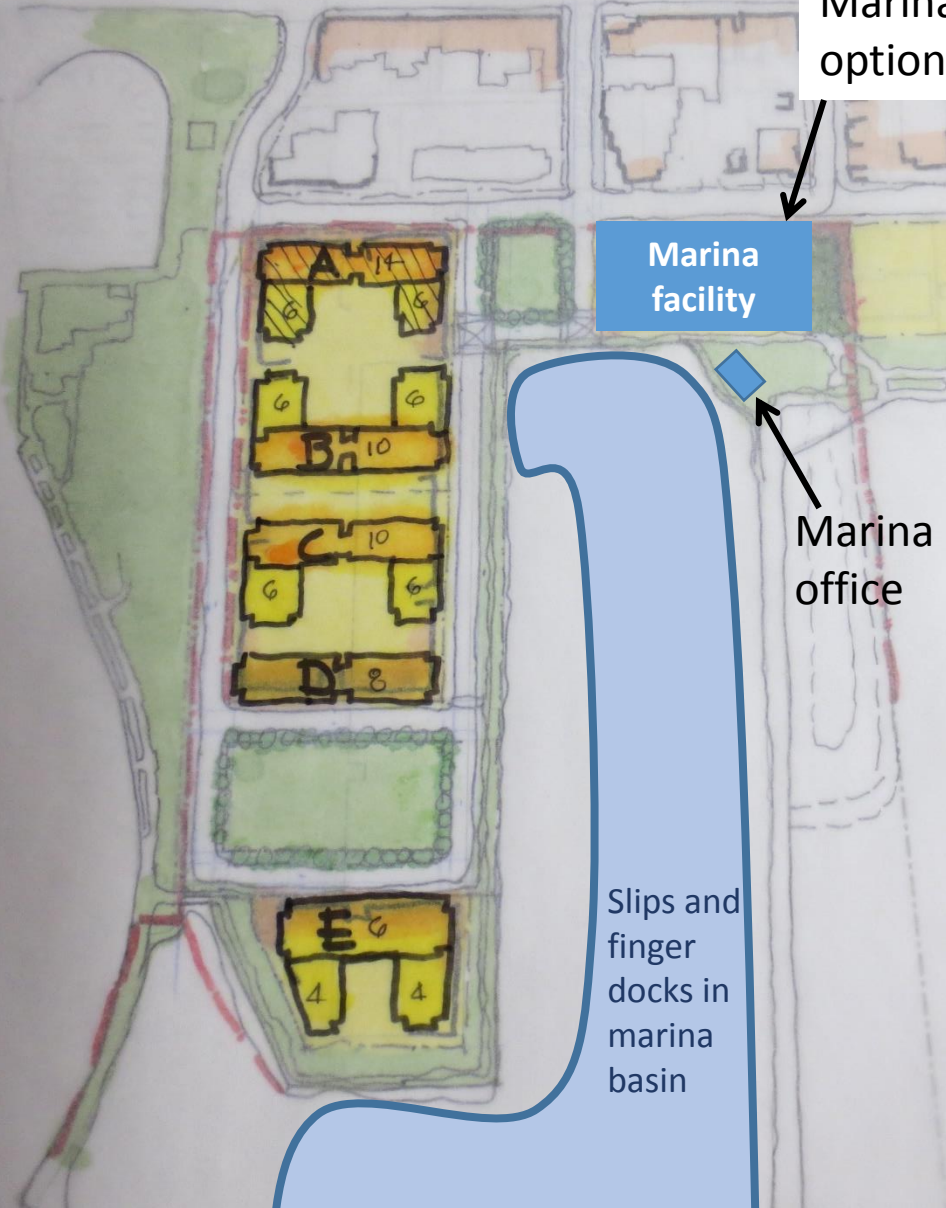 Marina
option
Marina
facility
A 14
6 6
6 6
B 10
Marina
office
C 10
6 6
D 8
Slips and
finger
docks in
marina
basin
E 6
4 4